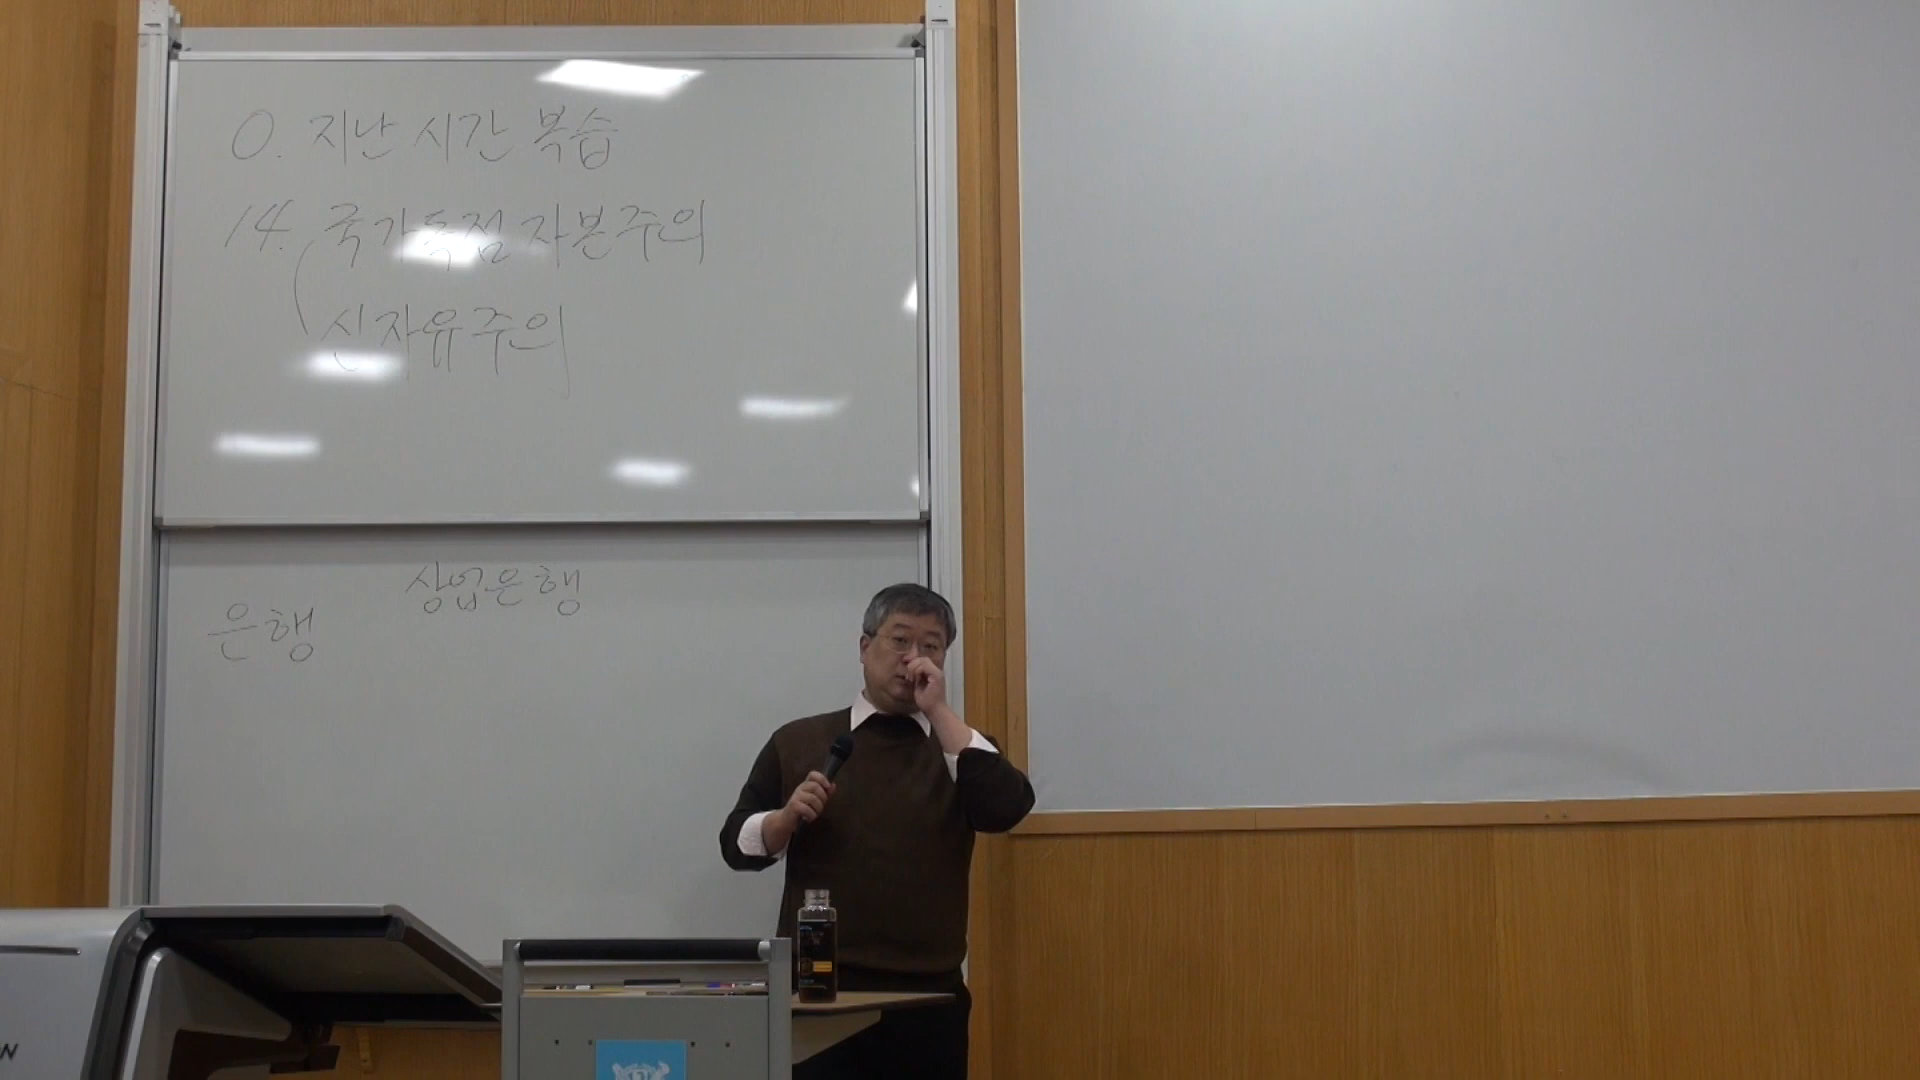 0. 지난 시간 복습
14. 국가독점자본주의
신자유주의
상업은행
은행